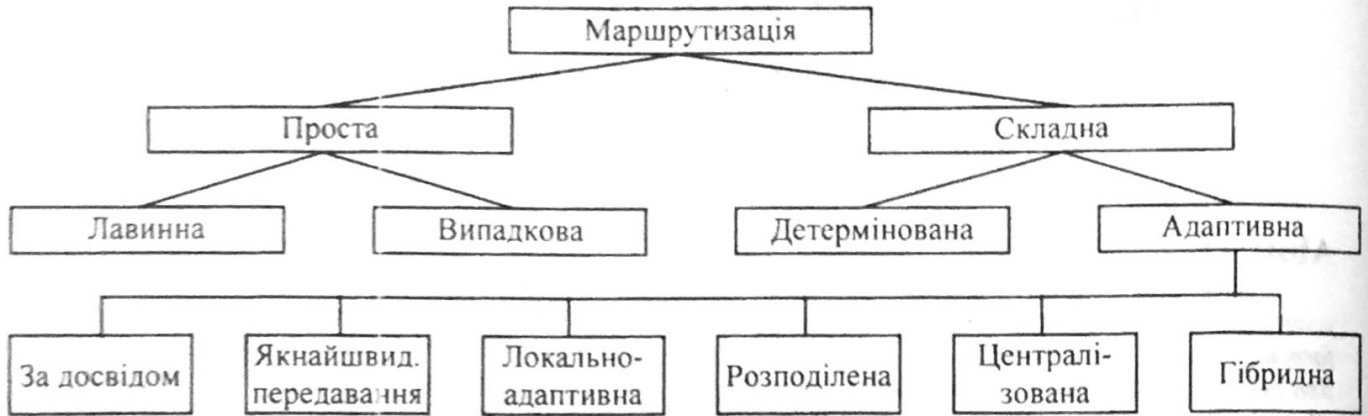 Маршрутизація
Проста
Складна
Лавинна
Випадкова
Детермінована
Адаптивна
За досвідом
Якнайшвид.
передавання
Локально-
адаптивна
Розподілена
Централі-
зована
Гібридна